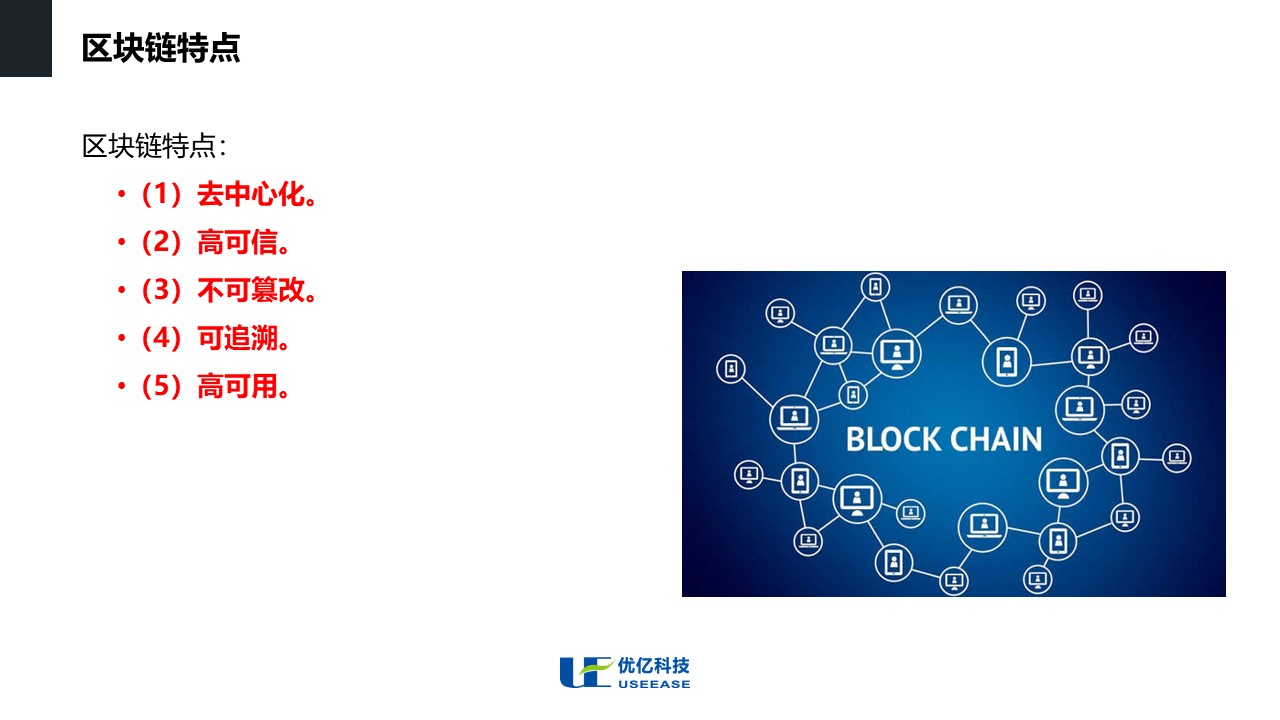 区块链特点
区块链特点：
•（1）去中心化。
•（2）高可信。
•（3）不可篡改。
•（4）可追溯。
•（5）高可用。
BLOCK CHAIN
UE 优亿科技
USEEASE